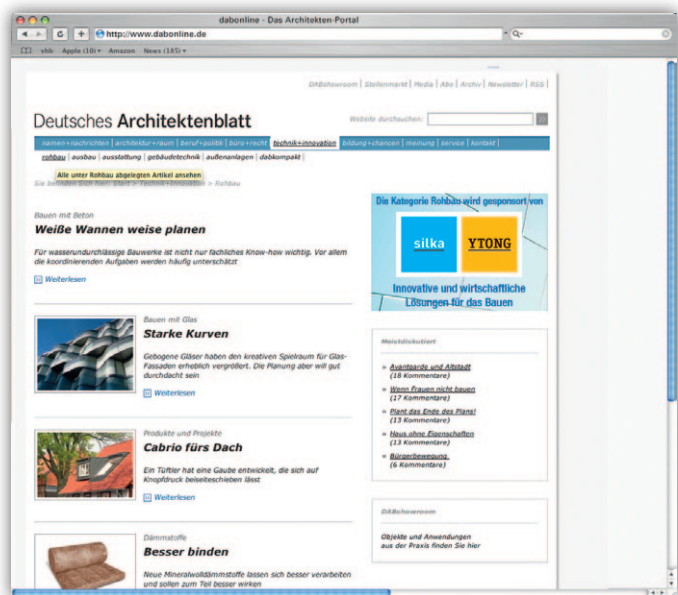 dabonline - Das Architekten-Portal
http://www.dabonline.de
Q-
vhb Apple (10) Amazon News (185)
DABshowroom | Stellenmarkt | Media | Abo | Archiv | Newsletter | RSS |
Deutsches Architektenblatt
Website durchsuchen:
namen+nachrichten | architektur+raum | beruf+politik | büro+recht | technik+innovation | bildung+chancen | meinung | service | kontakt |
rohbau | ausbau | ausstattung | gebäudetechnik | außenanlagen | dabkompakt |
Alle unter Rohbau abgelegten Artikel ansehen
Sie befinden sich hier: Start > Technik+Innovation > Rohbau
Bauen mit Beton
Weiße Wannen weise planen
Für wasserundurchlässige Bauwerke ist nicht nur fachliches Know-how wichtig. Vor allem
die koordinierenden Aufgaben werden häufig unterschätzt
Weiterlesen
Bauen mit Glas
Starke Kurven
Gebogene Gläser haben den kreativen Spielraum für Glas-
Fassaden erheblich vergrößert. Die Planung aber will gut
durchdacht sein
Weiterlesen
Produkte und Projekte
Cabrio fürs Dach
Ein Tüftler hat eine Gaube entwickelt, die sich auf
Knopfdruck beiseiteschieben lässt
Weiterlesen
Dämmstoffe
Besser binden
Neue Mineralwolldämmstoffe lassen sich besser verarbeiten
und sollen zum Teil besser wirken
Die Kategorie Rohbau wird gesponsort von
silka YTONG
Innovative und wirtschaftliche
Lösungen für das Bauen
Meistdiskutiert
» Avantgarde und Altstadt
(18 Kommentare)
» Wenn Frauen nicht bauen
(17 Kommentare)
» Plant das Ende des Plans!
(13 Kommentare)
» Haus ohne Eigenschaften
(13 Kommentare)
» Bürgerbewegung.
(6 Kommentare)
DABshowroom
Objekte und Anwendungen
aus der Praxis finden Sie hier